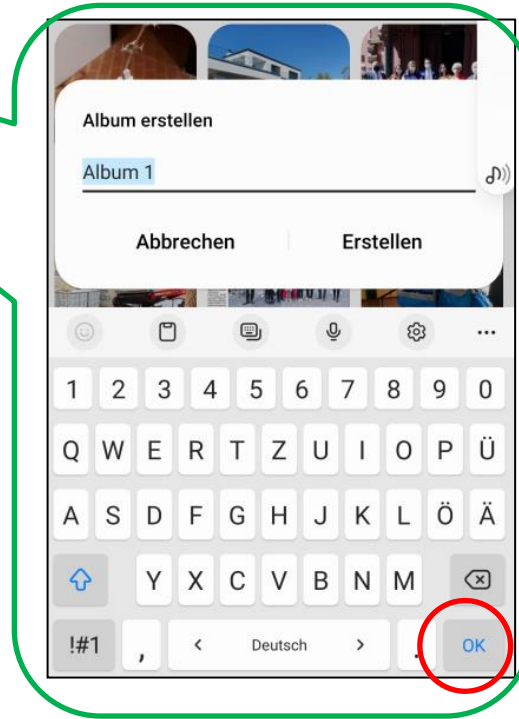 Album erstellen
Album 1
Abbrechen Erstellen
1 2 3 4 5 6 7 8 9 0
Q W E R T Z U I O P Ü
A S D F G H J K L Ö Ä
Y X C V B N M
!#1 , < Deutsch > . OK